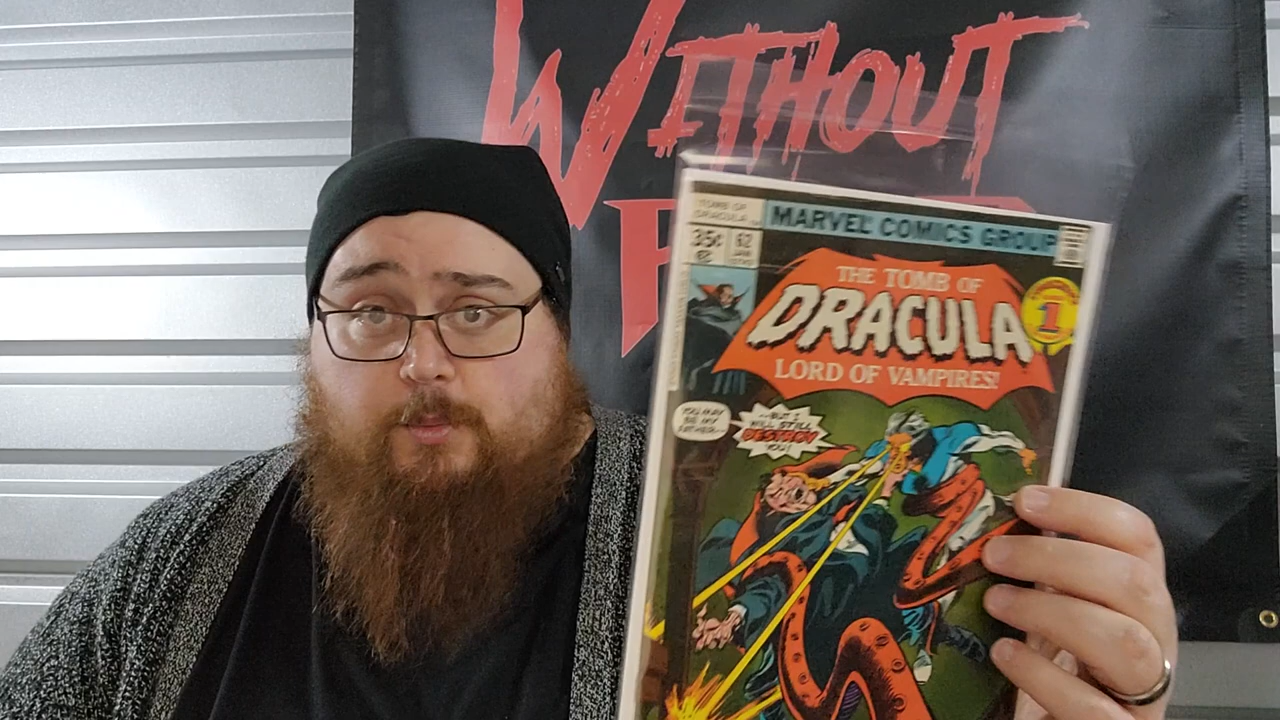 WITHOUT
TOMB OF
DRACULA
MARVEL COMICS GROUP
35¢
62
JAN
THE TOMB OF
DRACULA
1
LORD OF VAMPIRES!
YOU MAY
BE MY
FATHER--
--BUT I
WILL STILL
DESTROY
YOU!